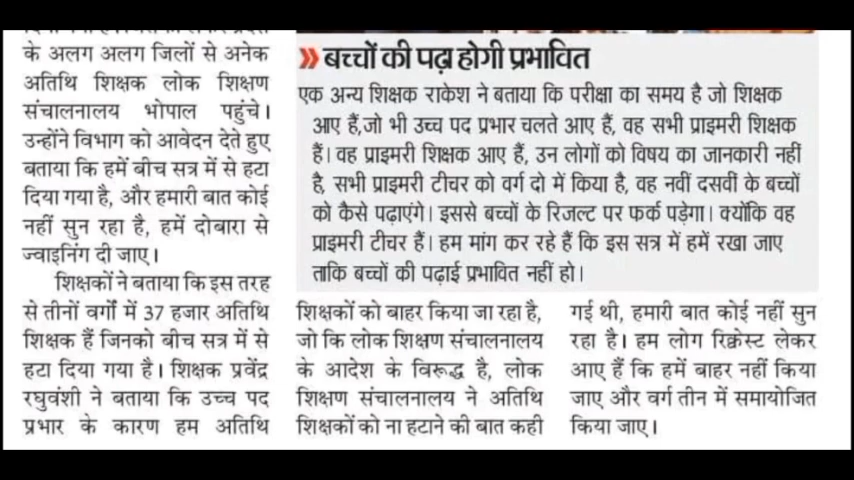 के अलग अलग जिलों से अनेक
अतिथि शिक्षक लोक शिक्षण
संचालनालय भोपाल पहुंचे।
उन्होंने विभाग को आवेदन देते हुए
बताया कि हमें बीच सत्र में से हटा
दिया गया है, और हमारी बात कोई
नहीं सुन रहा है, हमें दोबारा से
ज्वाइनिंग दी जाए।
शिक्षकों ने बताया कि इस तरह
से तीनों वर्गों में 37 हजार अतिथि
शिक्षक हैं जिनको बीच सत्र में से
हटा दिया गया है। शिक्षक प्रवेंद्र
रघुवंशी ने बताया कि उच्च पद
प्रभार के कारण हम अतिथि
» बच्चों की पढ़ा होगी प्रभावित
एक अन्य शिक्षक राकेश ने बताया कि परीक्षा का समय है जो शिक्षक
आए हैं,जो भी उच्च पद प्रभार चलते आए हैं, वह सभी प्राइमरी शिक्षक
हैं। वह प्राइमरी शिक्षक आए हैं, उन लोगों को विषय का जानकारी नहीं
है, सभी प्राइमरी टीचर को वर्ग दो में किया है, वह नवीं दसवीं के बच्चों
को कैसे पढ़ाएंगे। इससे बच्चों के रिजल्ट पर फर्क पड़ेगा। क्योंकि वह
प्राइमरी टीचर हैं। हम मांग कर रहे हैं कि इस सत्र में हमें रखा जाए
ताकि बच्चों की पढ़ाई प्रभावित नहीं हो।
शिक्षकों को बाहर किया जा रहा है,
जो कि लोक शिक्षण संचालनालय
के आदेश के विरूद्ध है, लोक
शिक्षण संचालनालय ने अतिथि
शिक्षकों को ना हटाने की बात कही
गई थी, हमारी बात कोई नहीं सुन
रहा है। हम लोग रिक्वेस्ट लेकर
आए हैं कि हमें बाहर नहीं किया
जाए और वर्ग तीन में समायोजित
किया जाए।